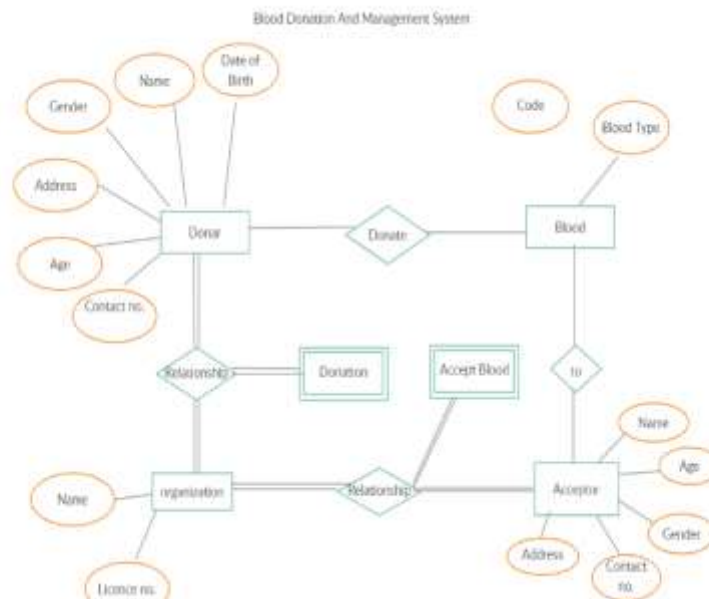 Blood Donation And Management System
Date of
Birth
Name
Gender
Code
Blood Type
Address
Donar
Donate
Blood
Age
Contact no.
Relationship
Donation
Accept Blood
to
Name
Age
Name
organization
Relationship
Acceptor
Gender
Address
Contact
no.
Licence no.